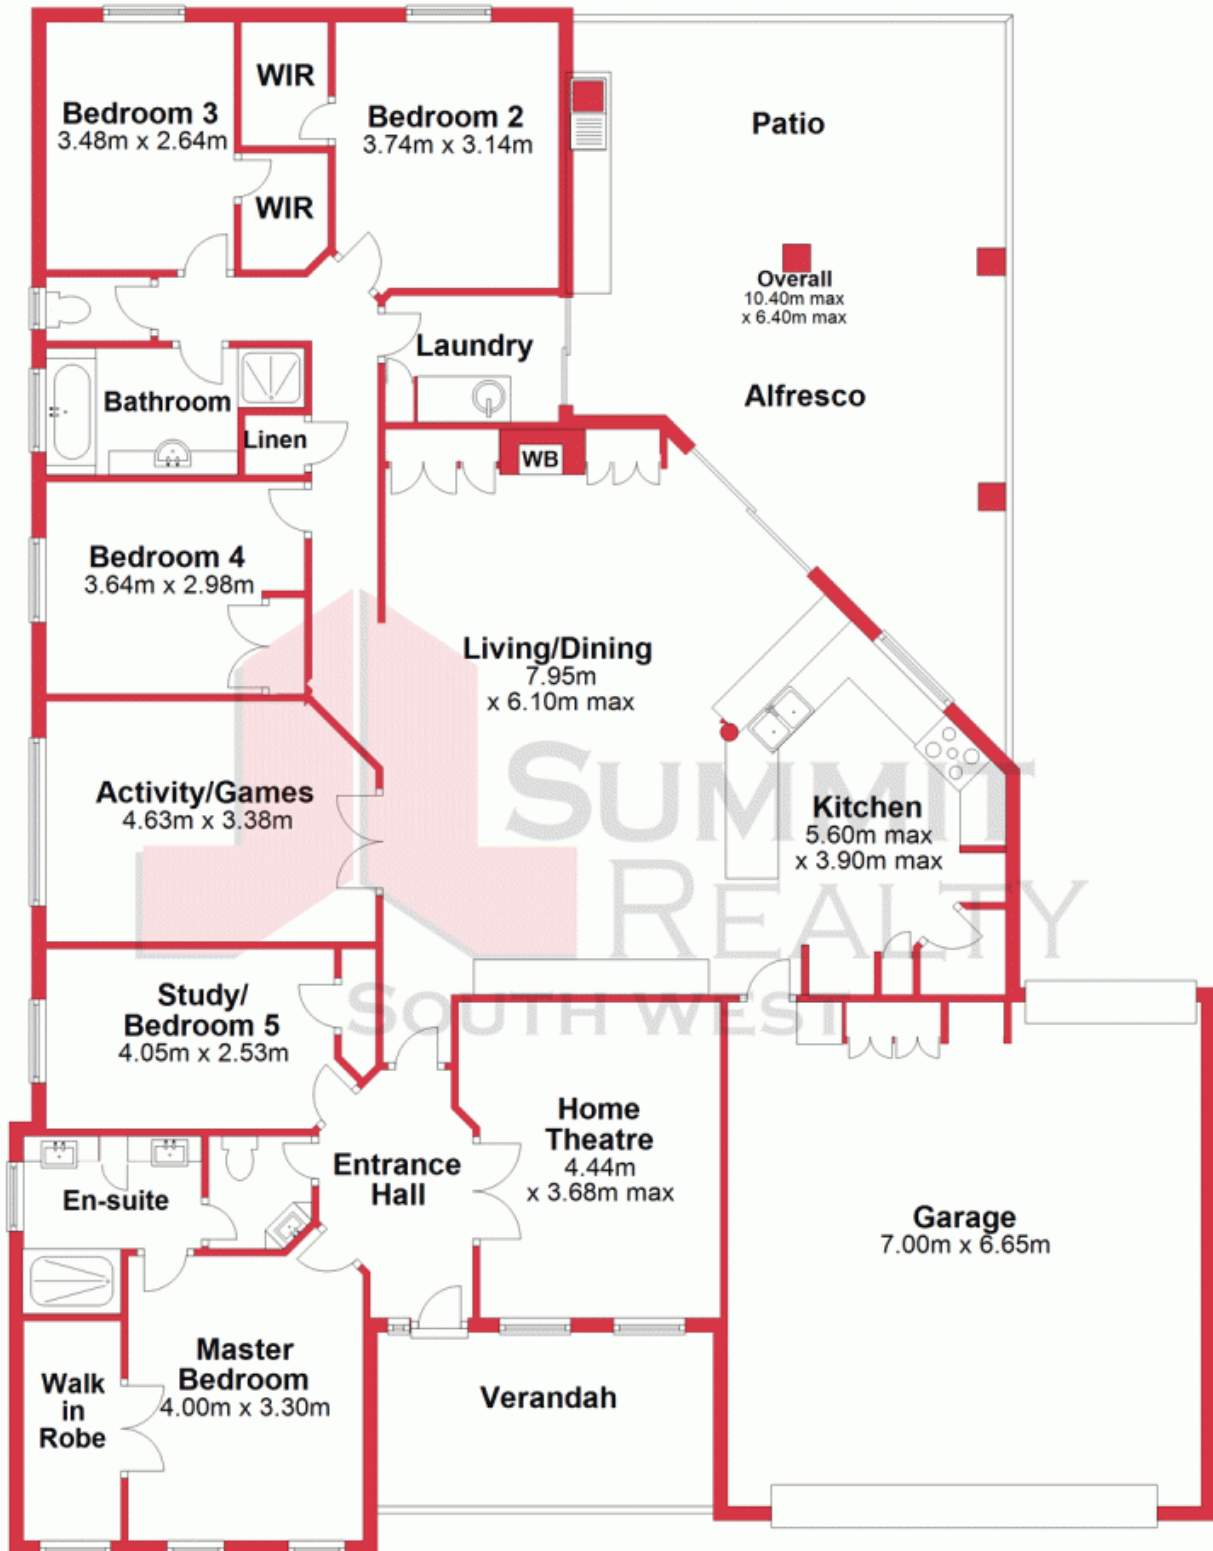 WIR
Bedroom 3
3.48m x 2.64m
Bedroom 2
3.74m x 3.14m
Patio
WIR
Overall
10.40m max
x 6.40m max
Laundry
Alfresco
Bathroom
Linen
WB
Bedroom 4
3.64m x 2.98m
Living/Dining
7.95m
x 6.10m max
Activity/Games
4.63m x 3.38m
Kitchen
5.60m max
x 3.90m max
SUMMIT
REALTY
SOUTH WEST
Study/
Bedroom 5
4.05m x 2.53m
Home
Theatre
4.44m
x 3.68m max
Entrance
Hall
En-suite
Garage
7.00m x 6.65m
Master
Bedroom
4.00m x 3.30m
Walk
in
Robe
Verandah